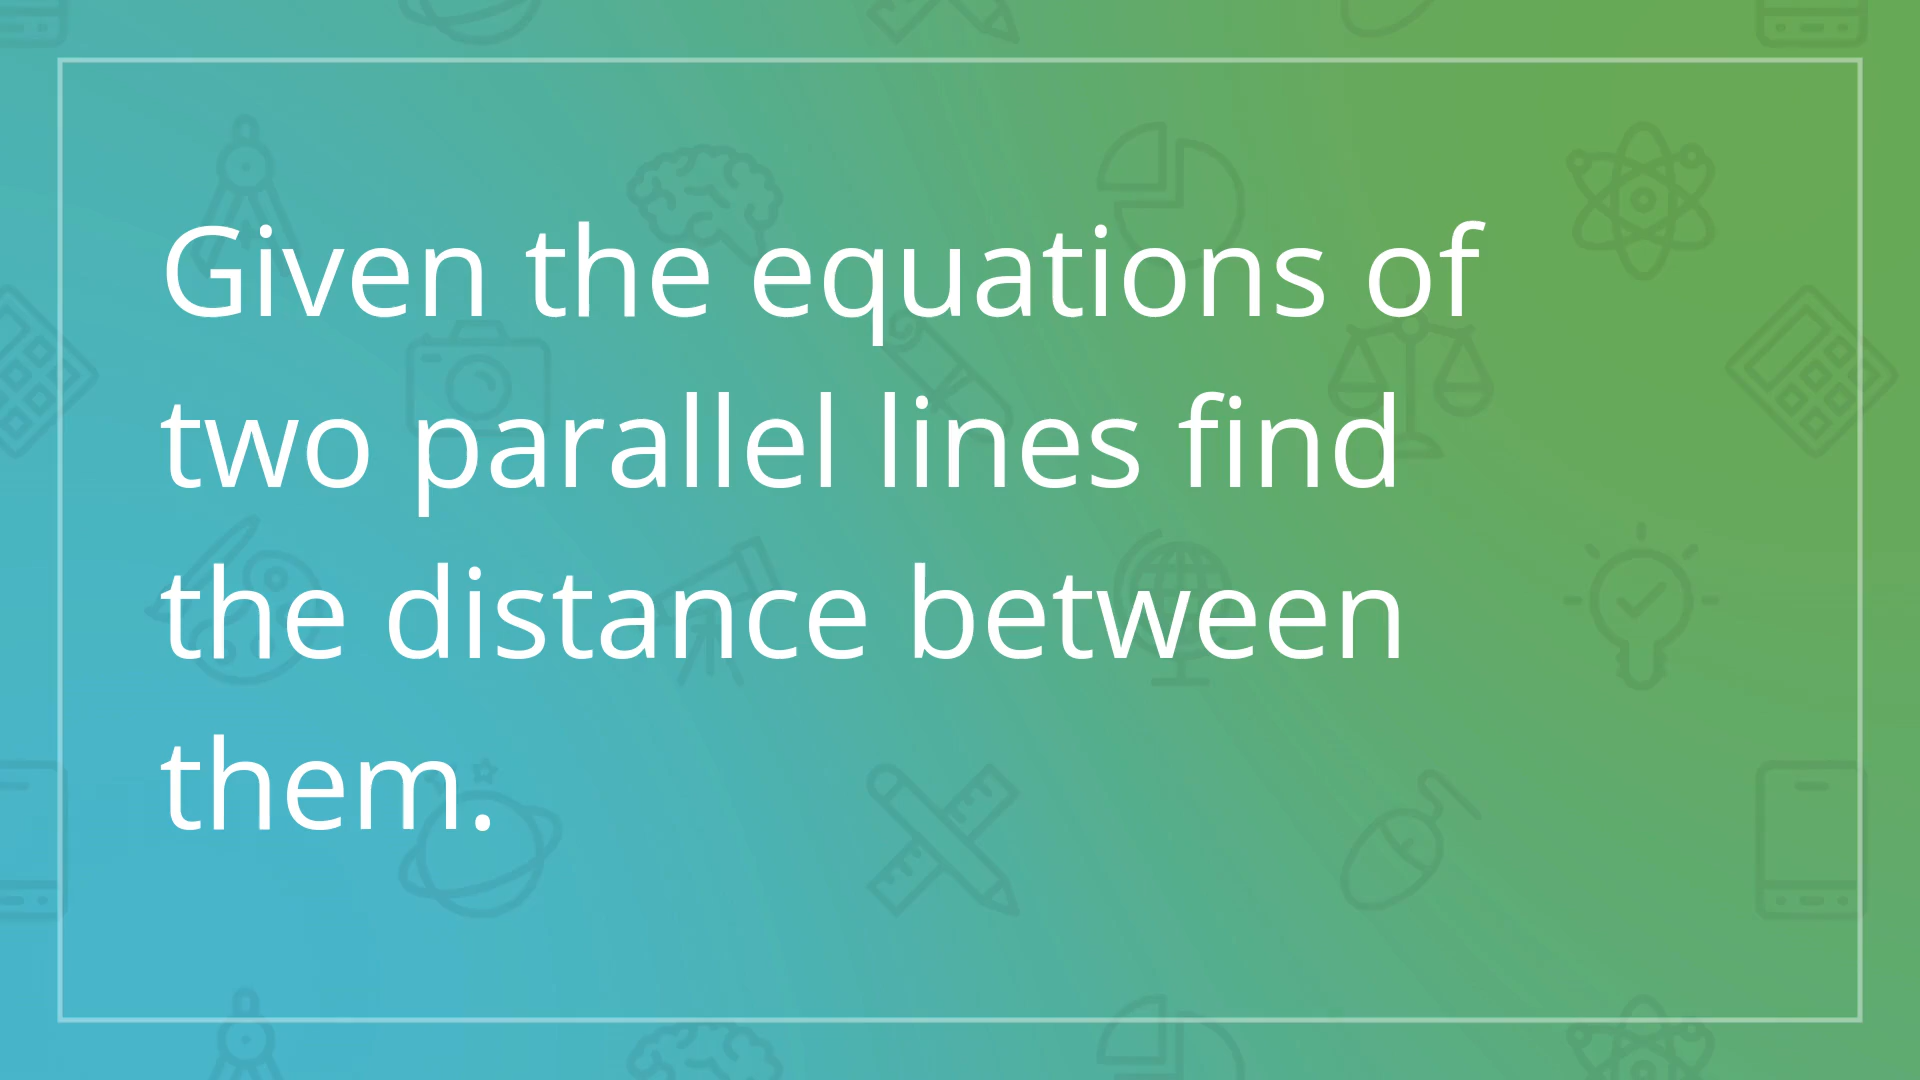 Given the equations of
two parallel lines find
the distance between
them.